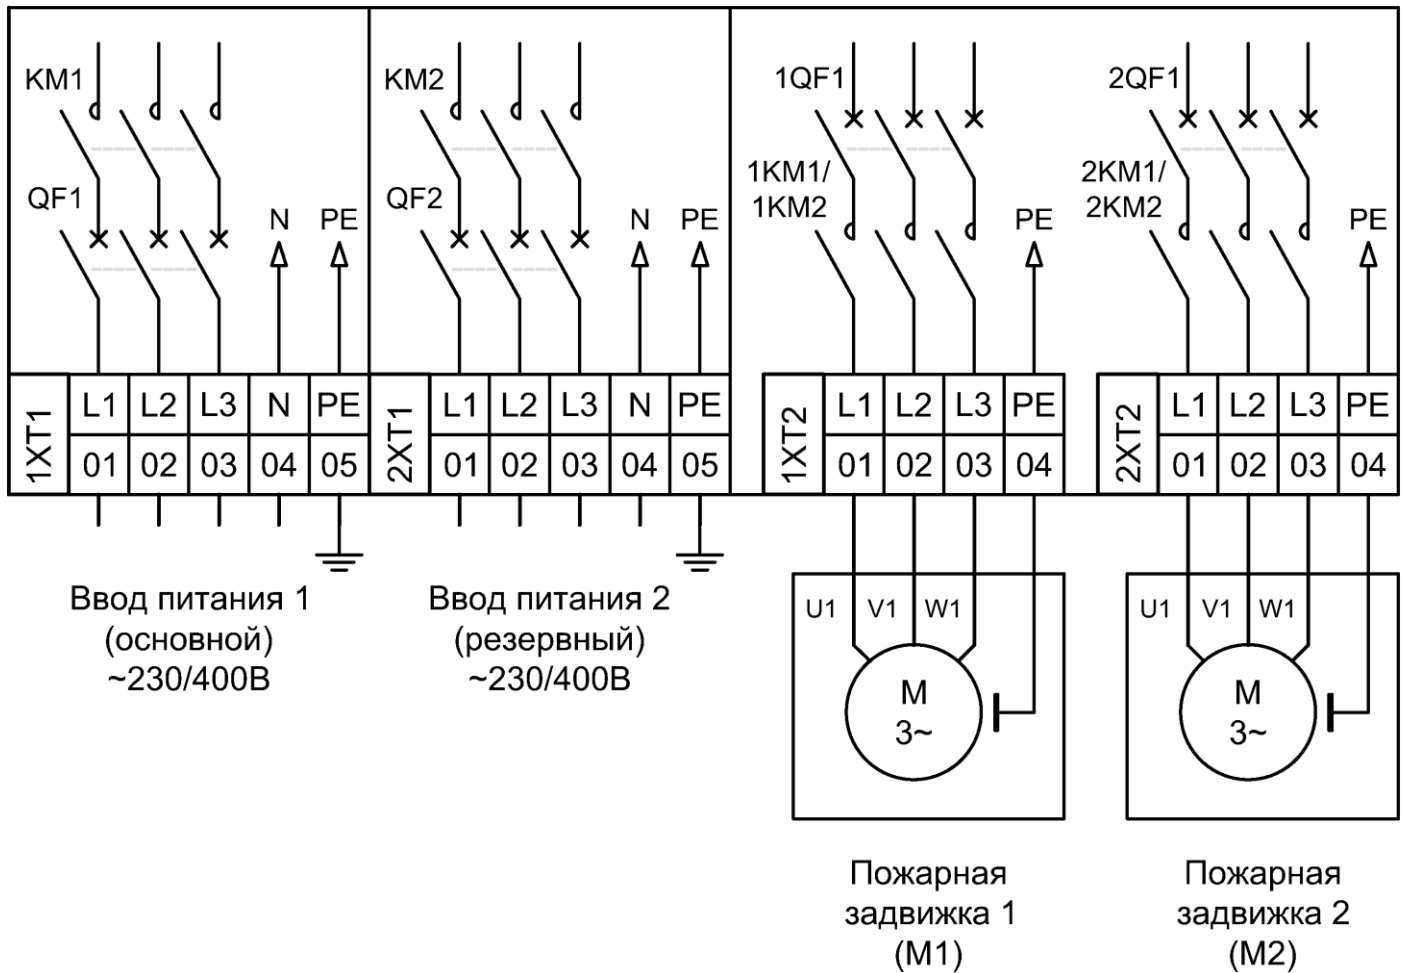 KM1
QF1
N
PE
1XT1
L1 L2 L3 N PE
01 02 03 04 05
Ввод питания 1
(основной)
~230/400В
KM2
QF2
N
PE
2XT1
L1 L2 L3 N PE
01 02 03 04 05
Ввод питания 2
(резервный)
~230/400В
1QF1
1KM1/
1KM2
PE
1XT2
L1 L2 L3 PE
01 02 03 04
U1 V1 W1
M
3~
Пожарная
задвижка 1
(M1)
2QF1
2KM1/
2KM2
PE
2XT2
L1 L2 L3 PE
01 02 03 04
U1 V1 W1
M
3~
Пожарная
задвижка 2
(M2)